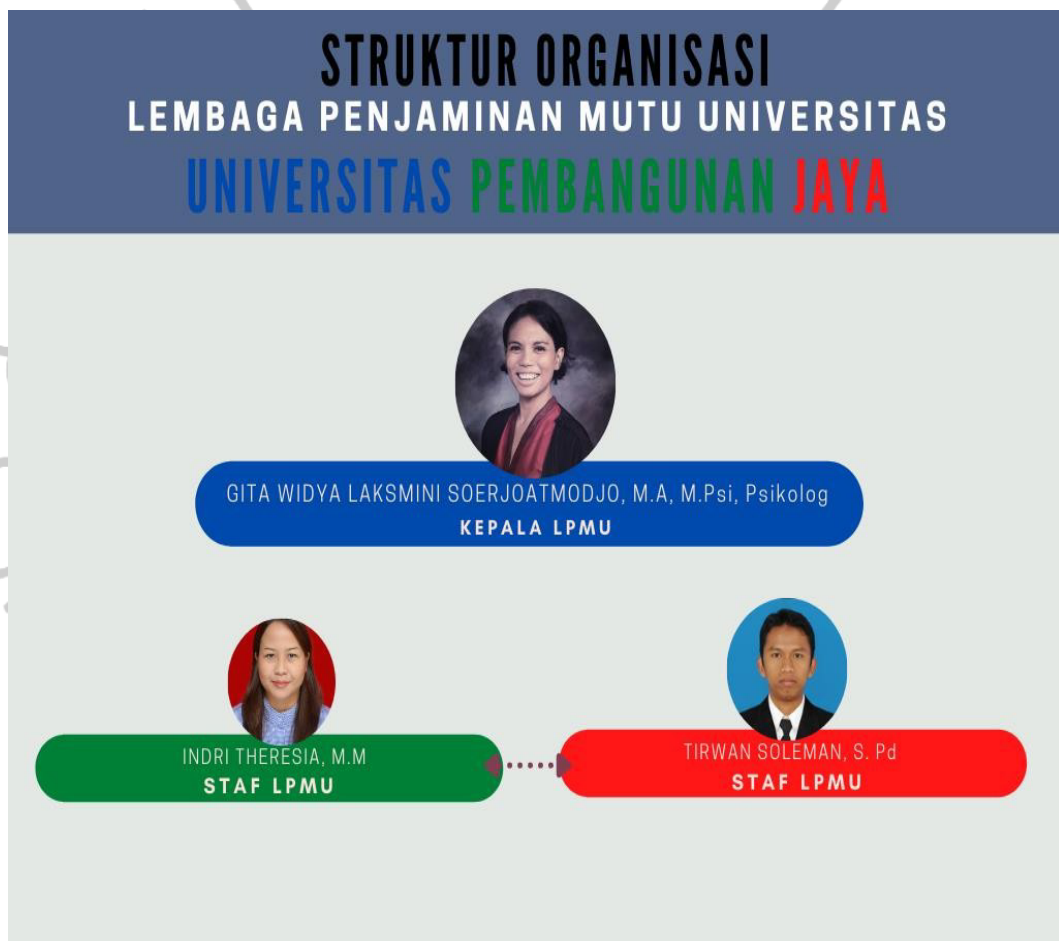 STRUKTUR ORGANISASI
LEMBAGA PENJAMINAN MUTU UNIVERSITAS
UNIVERSITAS PEMBANGUNAN JAYA
GITA WIDYA LAKSMINI SOERJOATMODJO, M.A, M.Psi, Psikolog
KEPALA LPMU
INDRI THERESIA, M.M
STAF LPMU
TIRWAN SOLEMAN, S. Pd
STAF LPMU